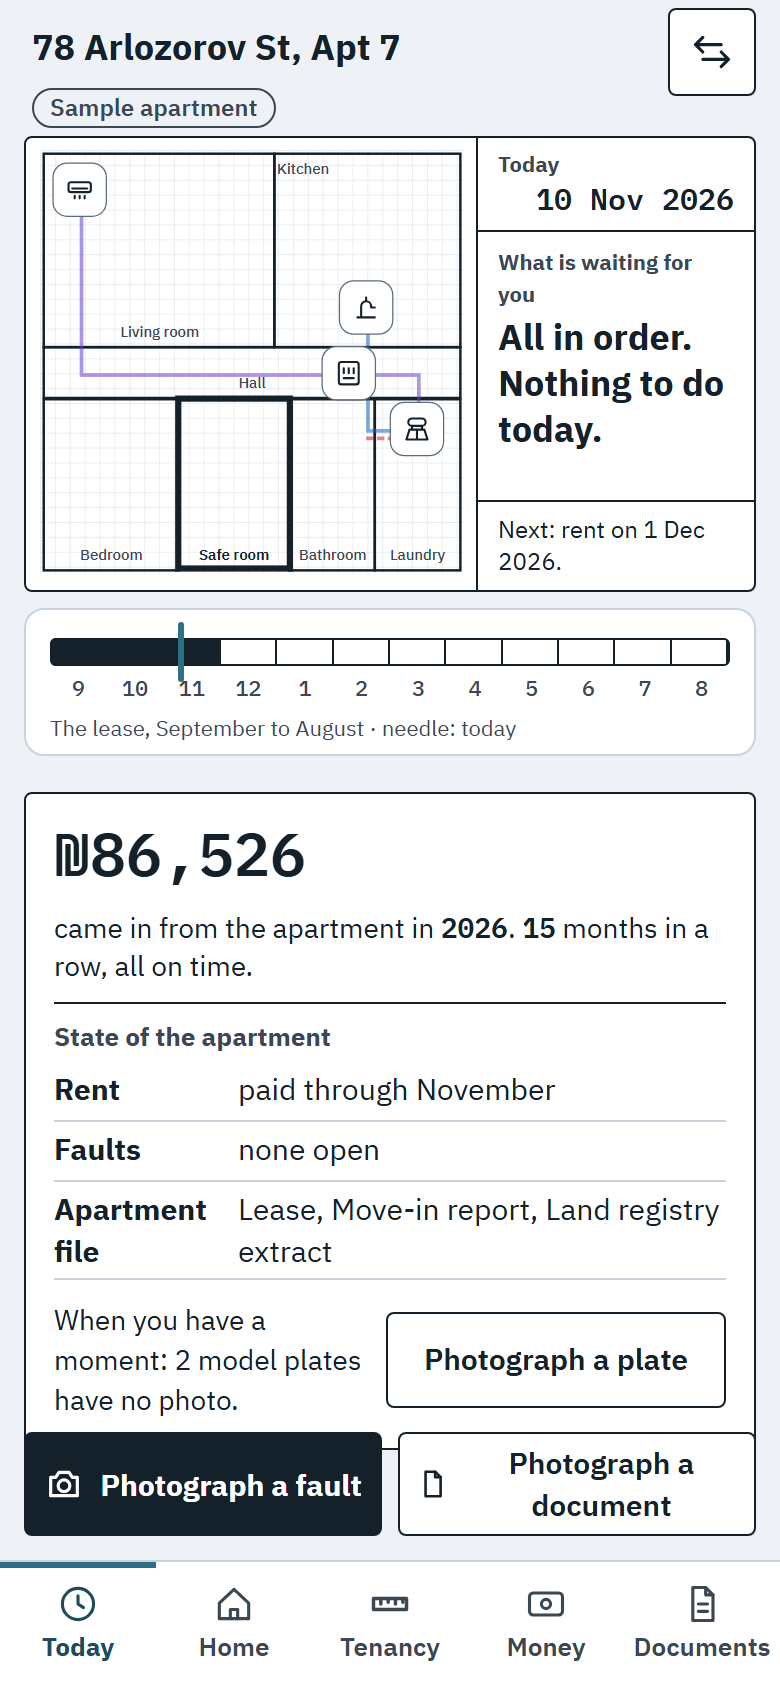 78 Arlozorov St, Apt 7
Sample apartment
Kitchen
Living room
Hall
Bedroom
Safe room
Bathroom
Laundry
Today
10 Nov 2026
What is waiting for
you
All in order.
Nothing to do
today.
Next: rent on 1 Dec
2026.
9 10 11 12 1 2 3 4 5 6 7 8
The lease, September to August · needle: today
₪86,526
came in from the apartment in 2026. 15 months in a
row, all on time.
State of the apartment
Rent paid through November
Faults none open
Apartment Lease, Move-in report, Land registry
file extract
When you have a
moment: 2 model plates
have no photo.
Photograph a plate
Photograph a fault
Photograph a
document
Today
Home
Tenancy
Money
Documents